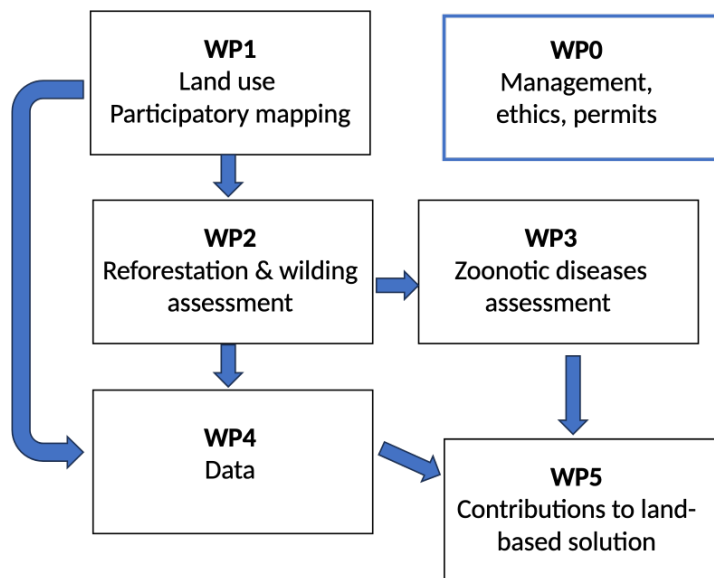 WP1
Land use
Participatory mapping
WP0
Management,
ethics, permits
WP2
Reforestation & wilding
assessment
WP3
Zoonotic diseases
assessment
WP4
Data
WP5
Contributions to land-
based solution